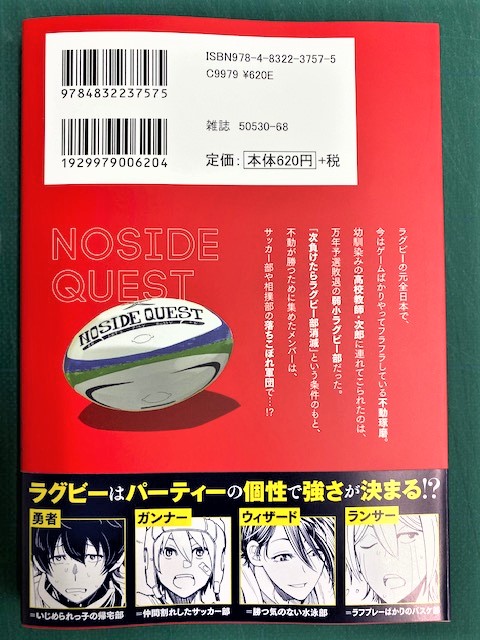 ISBN978-4-8322-3757-5
C9979 ¥620E
9784832237575
雑誌 50530-68
1929979006204
定価：本体620円+税
NOSIDE
QUEST
NOSIDE QUEST
ラグビーの元全日本で、
今はゲームばかりやってフラフラしている不動琢磨。
幼馴染みの高校教師・次郎に連れてこられたのは、
万年予選敗退の弱小ラグビー部だった。
「次負けたらラグビー部消滅」という条件のもと、
不動が勝つために集めたメンバーは、
サッカー部や相撲部の落ちこぼれ軍団で…!?
ラグビーはパーティーの個性で強さが決まる!?
勇者
=いじめられっ子の帰宅部
ガンナー
=仲間割れしたサッカー部
ウィザード
=勝つ気のない水泳部
ランサー
=ラフプレーばかりのバスケ部